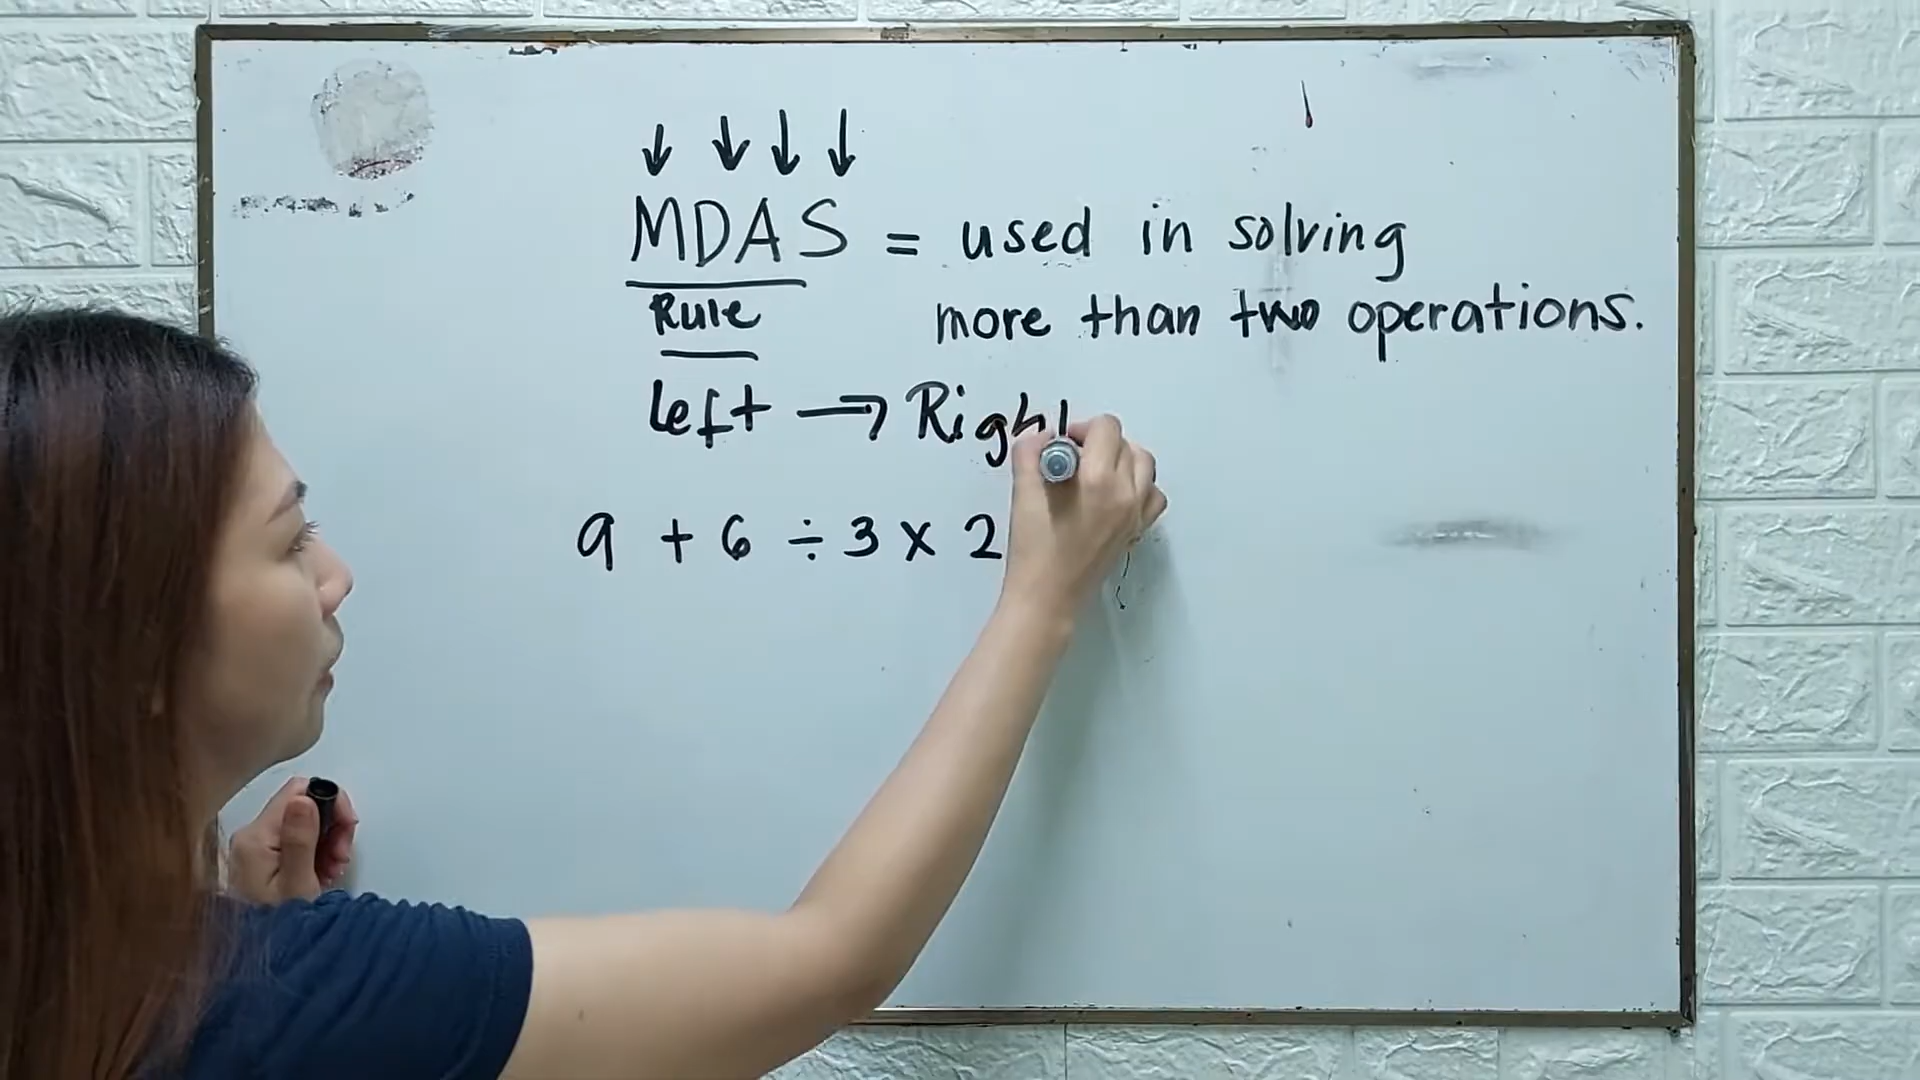 MDAS = used in solving
Rule more than two operations.
Left → Right
9 + 6 ÷ 3 x 2